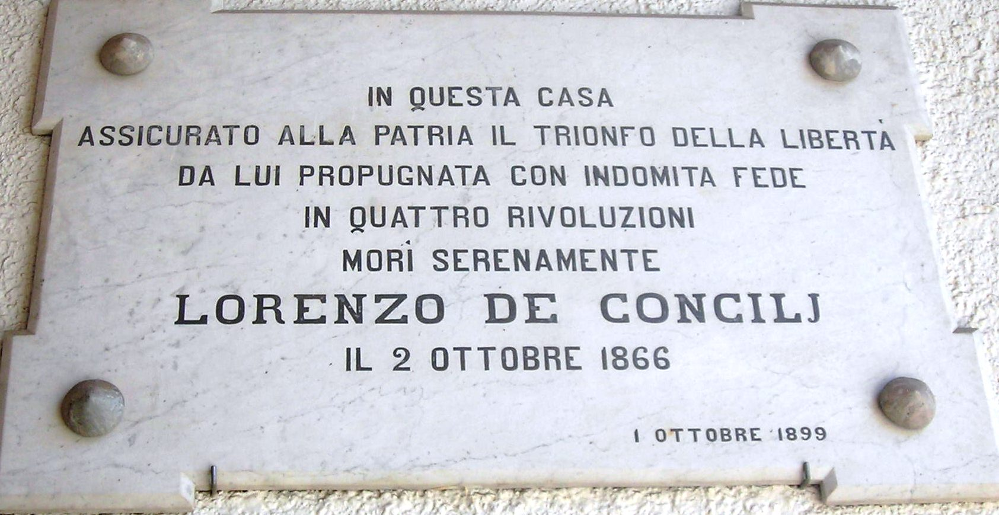 IN QUESTA CASA
ASSICURATO ALLA PATRIA IL TRIONFO DELLA LIBERTÀ
DA LUI PROPUGNATA CON INDOMITA FEDE
IN QUATTRO RIVOLUZIONI
MORÌ SERENAMENTE
LORENZO DE CONCILJ
IL 2 OTTOBRE 1866
1 OTTOBRE 1899